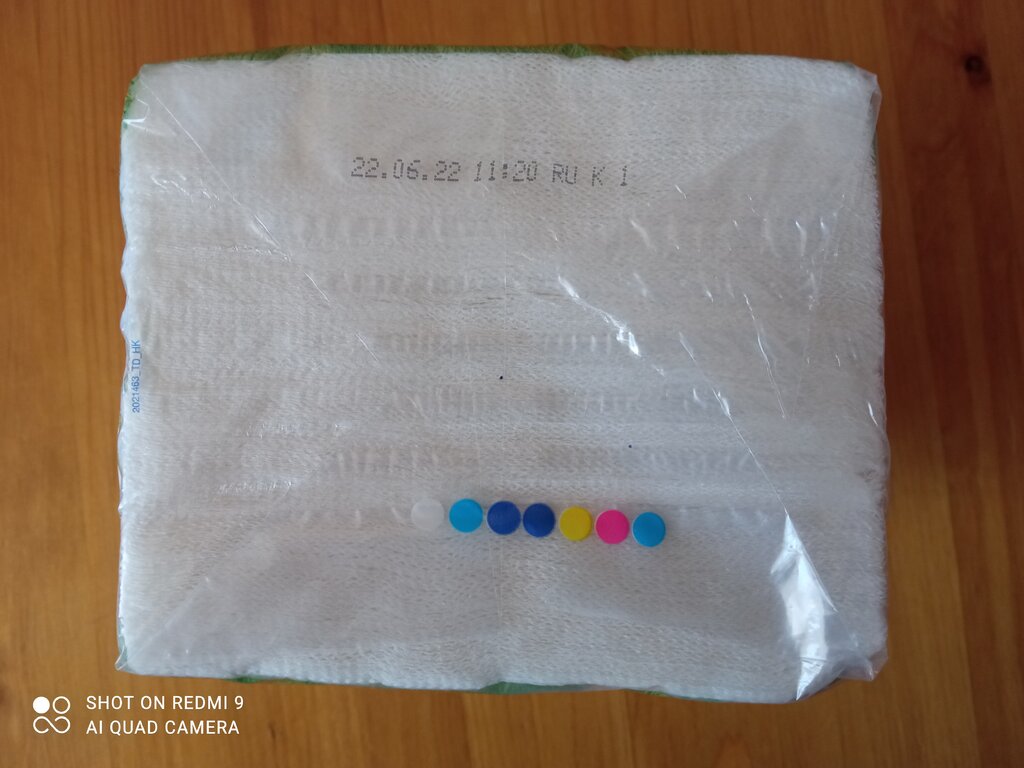 22.06.22 11:20 RU K 1
2021463_TD_HK
SHOT ON REDMI 9
AI QUAD CAMERA